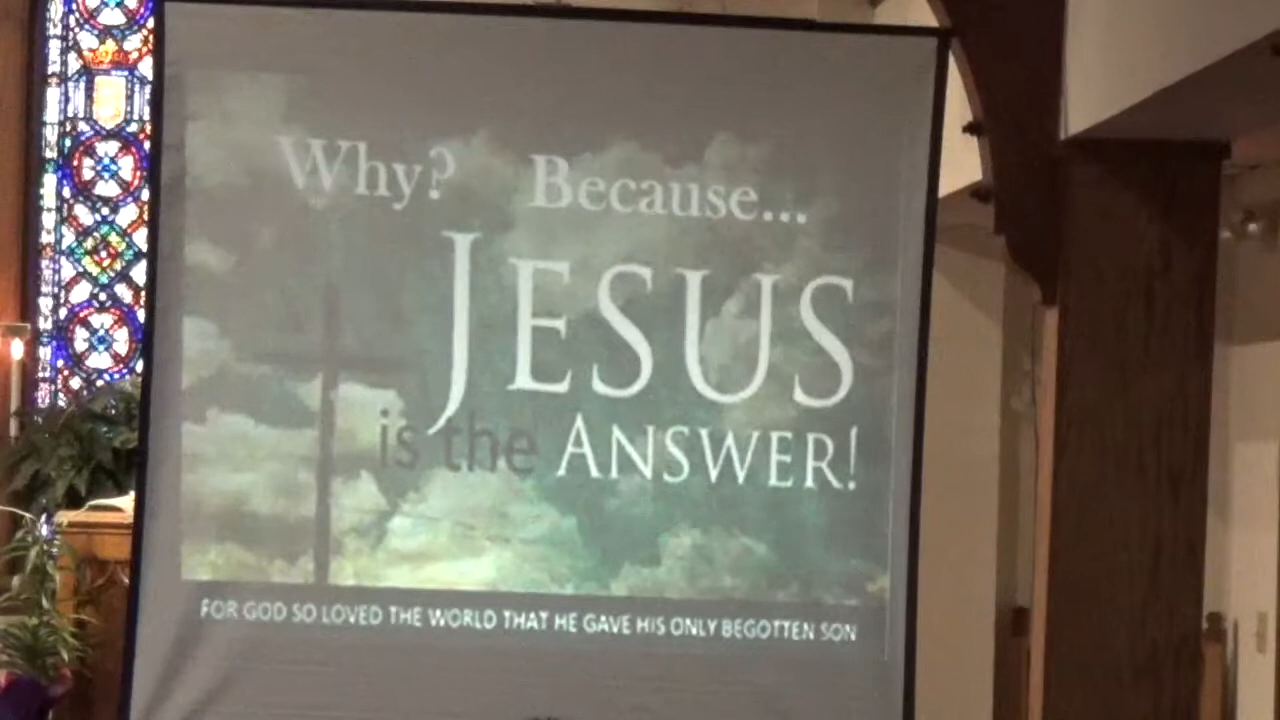 Why? Because...
JESUS
is the ANSWER!
FOR GOD SO LOVED THE WORLD THAT HE GAVE HIS ONLY BEGOTTEN SON